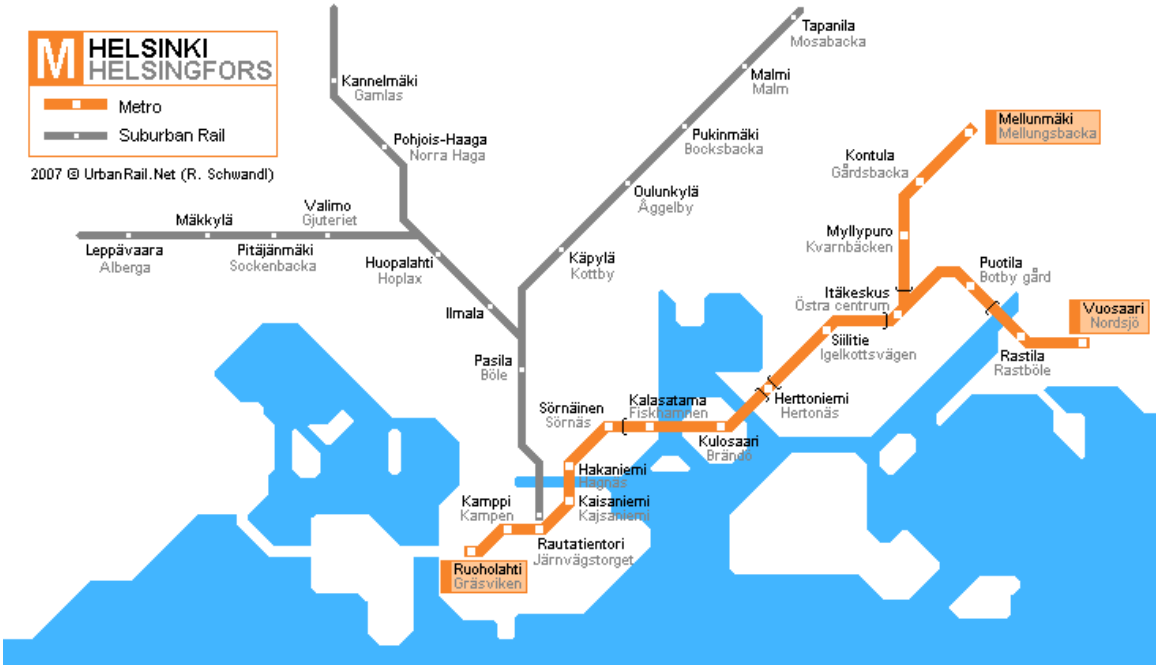 M HELSINKI
HELSINGFORS
Metro
Suburban Rail
2007 © UrbanRail.Net (R. Schwandl)
Kannelmäki
Gamlas
Pohjois-Haaga
Norra Haga
Valimo
Gjuteriet
Mäkkylä
Leppävaara
Alberga
Pitäjänmäki
Sockenbacka
Huopalahti
Hoplax
Ilmala
Pasila
Böle
Tapanila
Mosabacka
Malmi
Malm
Pukinmäki
Bocksbacka
Oulunkylä
Åggelby
Käpylä
Kottby
Mellunmäki
Mellungsbacka
Kontula
Gårdsbacka
Myllypuro
Kvarnbäcken
Puotila
Botby gård
Itäkeskus
Östra centrum
Vuosaari
Nordsjö
Rastila
Rastböle
Siilitie
Igelkottsvägen
Herttoniemi
Hertonäs
Kulosaari
Brändö
Kalasatama
Fiskhamnen
Sörnäinen
Sörnäs
Hakaniemi
Hagnäs
Kaisaniemi
Kajsaniemi
Kamppi
Kampen
Rautatientori
Järnvägstorget
Ruoholahti
Gräsviken